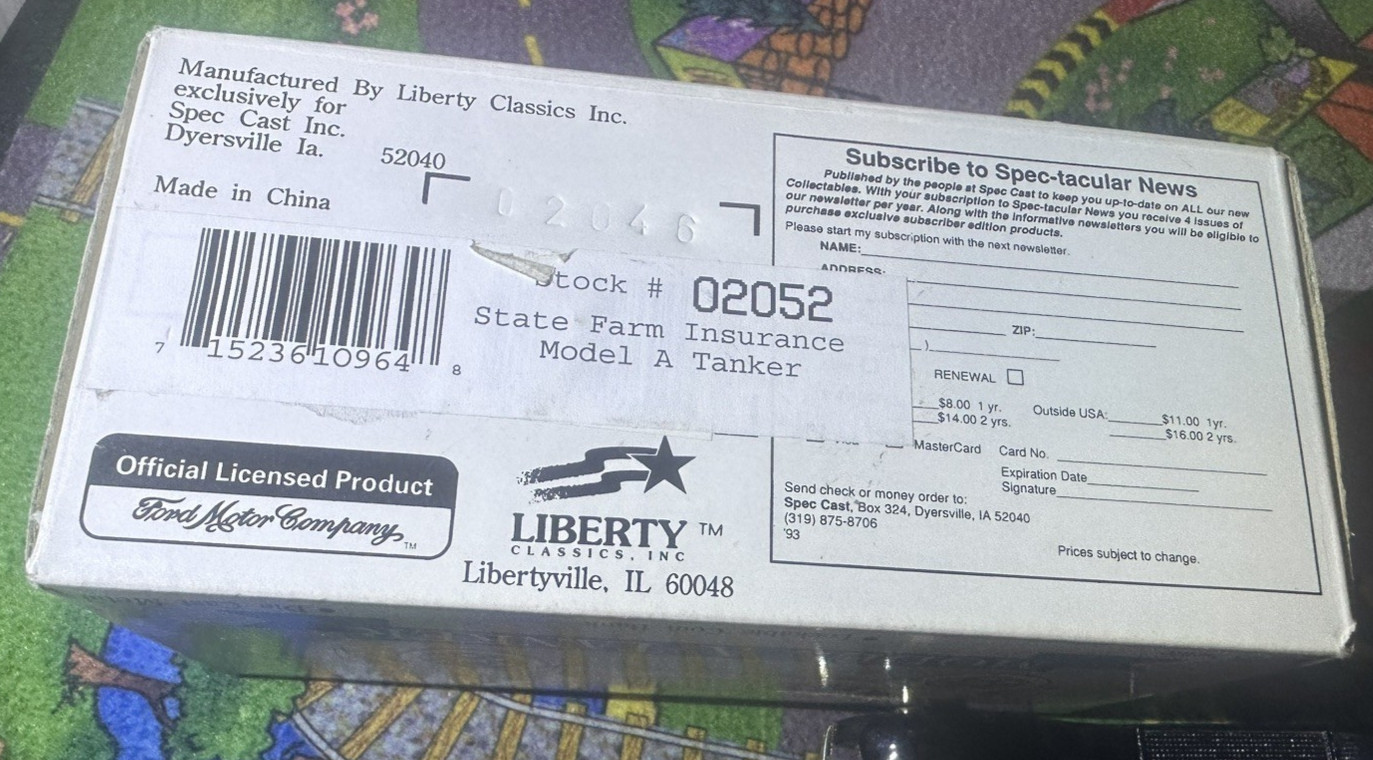 Manufactured By Liberty Classics Inc.
exclusively for
Spec Cast Inc.
Dyersville Ia. 52040
Made in China
02046
7 15236 10964 8
Stock # 02052
State Farm Insurance
Model A Tanker
Official Licensed Product
Ford Motor Company TM
LIBERTY TM
CLASSICS, INC
Libertyville, IL 60048
Subscribe to Spec-tacular News
Published by the people at Spec Cast to keep you up-to-date on ALL our new
Collectables. With your subscription to Spec-tacular News you receive 4 issues of
our newsletter per year. Along with the informative newsletters you will be eligible to
purchase exclusive subscriber edition products.
Please start my subscription with the next newsletter.
NAME:
ADDRESS:
ZIP:
)
RENEWAL
$8.00 1 yr. Outside USA: $11.00 1yr.
$14.00 2 yrs. $16.00 2 yrs.
MasterCard Card No.
Expiration Date
Signature
Send check or money order to:
Spec Cast, Box 324, Dyersville, IA 52040
(319) 875-8706
'93
Prices subject to change.